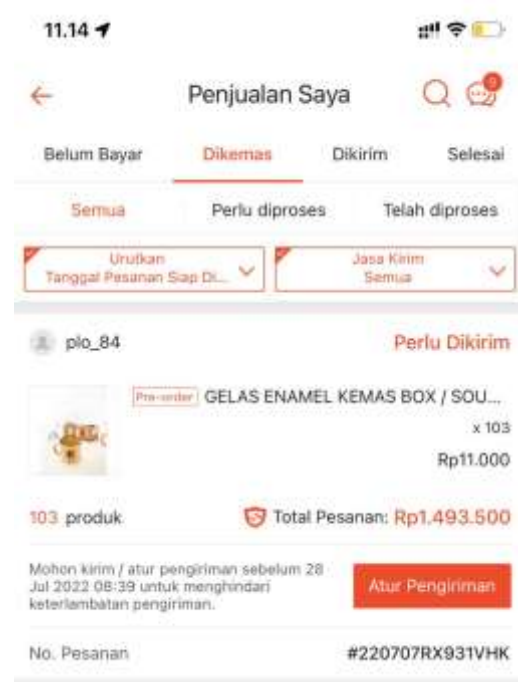 11.14
Penjualan Saya
9
Belum Bayar
Dikemas
Dikirim
Selesai
Semua
Perlu diproses
Telah diproses
Urutkan
Tanggal Pesanan Siap Di...
Jasa Kirim
Semua
plo_84
Perlu Dikirim
Pre-order GELAS ENAMEL KEMAS BOX / SOU...
x 103
Rp11.000
103 produk
Total Pesanan: Rp1.493.500
Mohon kirim / atur pengiriman sebelum 28
Jul 2022 08:39 untuk menghindari
keterlambatan pengiriman.
Atur Pengiriman
No. Pesanan
#220707RX931VHK